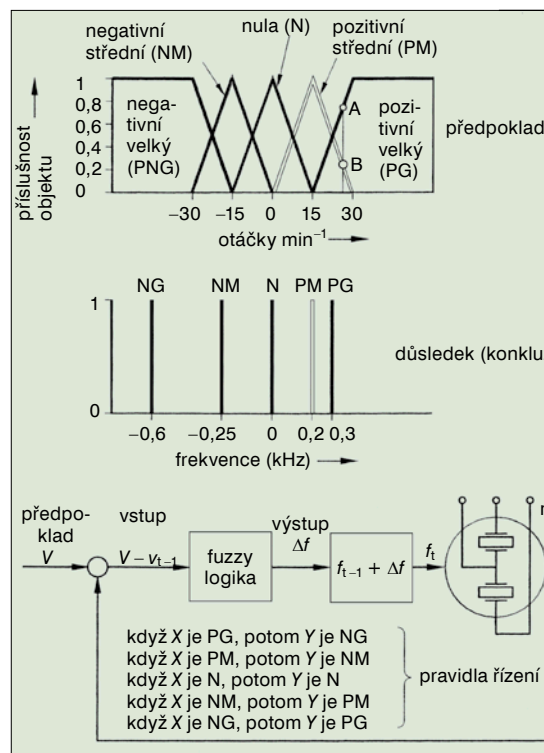 negativní
střední (NM)
nula (N)
pozitivní
střední (PM)
příslušnost
objektu
1
0,8
0,6
0,4
0,2
0
nega-
tivní
velký
(PNG)
A
B
pozi-
tivní
velký
(PG)
předpoklad
−30 −15 0 15 30
otáčky min−1
NG NM N PM PG
1
0
důsledek (konklu
−0,6 −0,25 0 0,2 0,3
frekvence (kHz)
předpo-
klad
V
vstup
V – vt−1
fuzzy
logika
výstup
Δf
ft−1 + Δf
ft
když X je PG, potom Y je NG
když X je PM, potom Y je NM
když X je N, potom Y je N
když X je NM, potom Y je PM
když X je NG, potom Y je PG
pravidla řízení